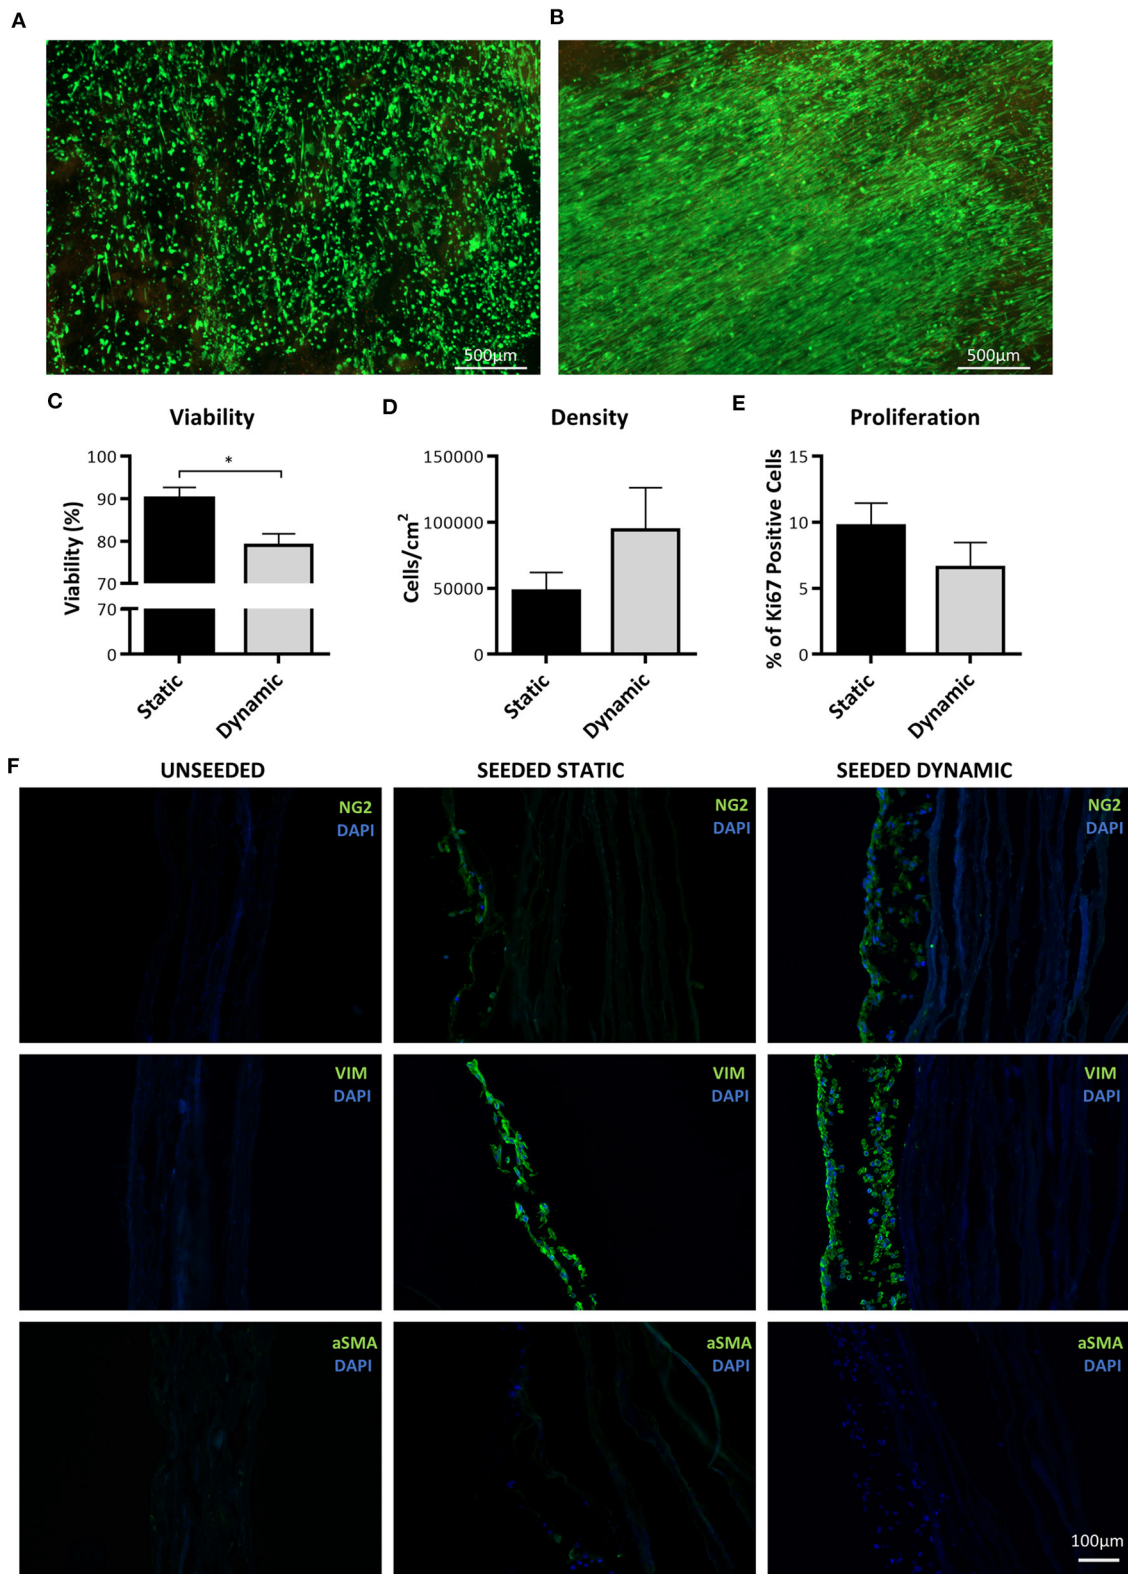 A
B
500µm
500µm
C
Viability
Viability (%)
100
90
80
70
70
0
*
Static
Dynamic
D
Density
Cells/cm²
150000
100000
50000
0
Static
Dynamic
E
Proliferation
% of Ki67 Positive Cells
15
10
5
0
Static
Dynamic
F
UNSEEDED
SEEDED STATIC
SEEDED DYNAMIC
NG2
DAPI
NG2
DAPI
NG2
DAPI
VIM
DAPI
VIM
DAPI
VIM
DAPI
aSMA
DAPI
aSMA
DAPI
aSMA
DAPI
100µm